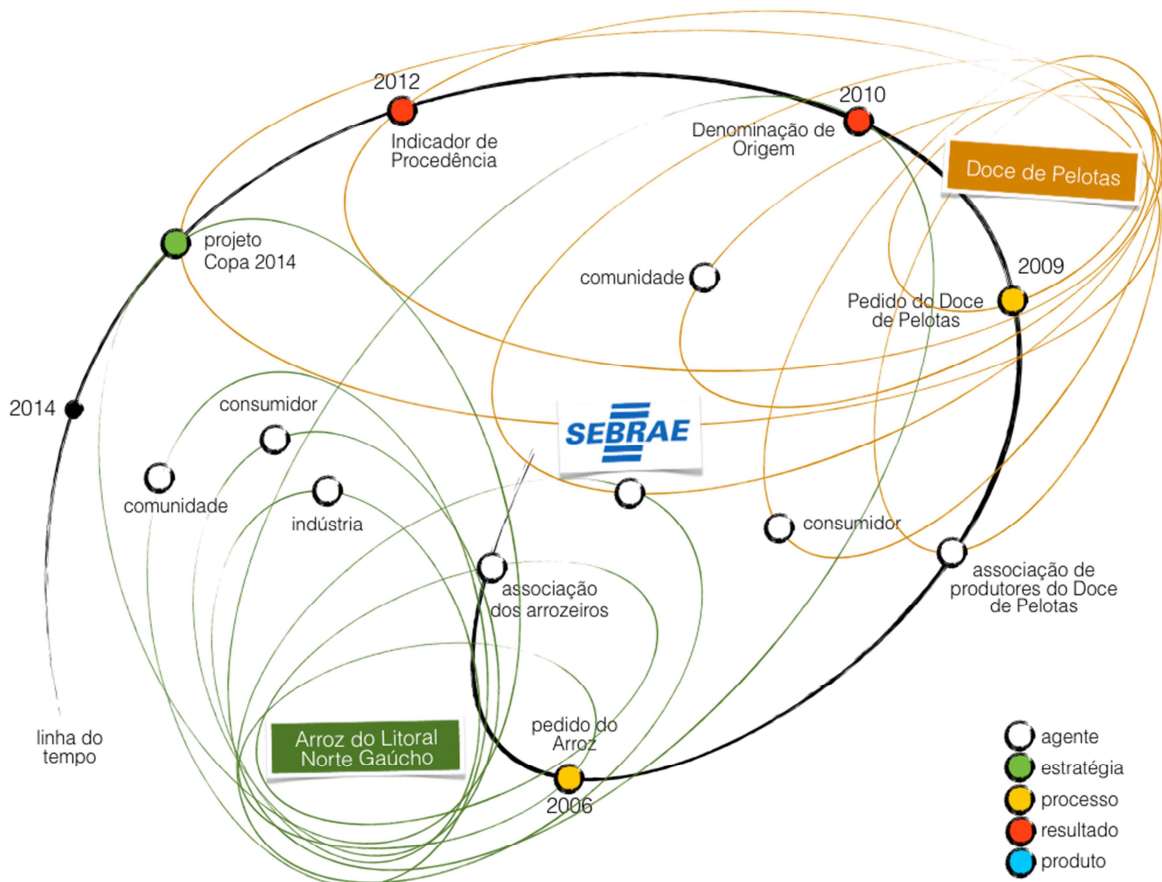 2012
Indicador de
Procedência
2010
Denominação de
Origem
Doce de Pelotas
projeto
Copa 2014
comunidade
2009
Pedido do Doce
de Pelotas
2014
consumidor
SEBRAE
comunidade
indústria
consumidor
associação
dos arrozeiros
associação de
produtores do Doce
de Pelotas
linha do
tempo
Arroz do Litoral
Norte Gaúcho
pedido do
Arroz
2006
agente
estratégia
processo
resultado
produto